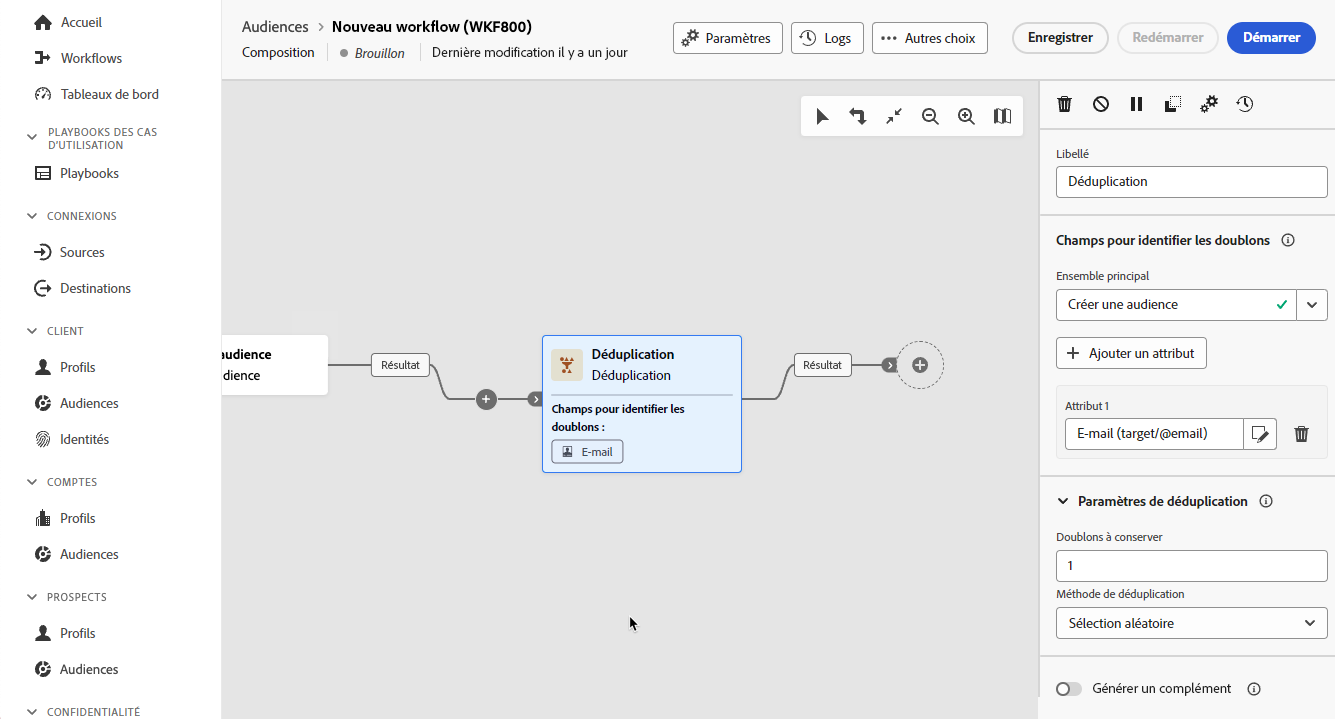 Accueil
Workflows
Tableaux de bord
PLAYBOOKS DES CAS
D'UTILISATION
Playbooks
CONNEXIONS
Sources
Destinations
CLIENT
Profils
Audiences
Identités
COMPTES
Profils
Audiences
PROSPECTS
Profils
Audiences
CONFIDENTIALITÉ
Audiences > Nouveau workflow (WKF800)
Composition Brouillon Dernière modification il y a un jour
Paramètres Logs Autres choix Enregistrer Redémarrer Démarrer
audience
dience
Résultat
Déduplication
Déduplication
Champs pour identifier les
doublons :
E-mail
Résultat
Libellé
Déduplication
Champs pour identifier les doublons
Ensemble principal
Créer une audience
Ajouter un attribut
Attribut 1
E-mail (target/@email)
Paramètres de déduplication
Doublons à conserver
1
Méthode de déduplication
Sélection aléatoire
Générer un complément